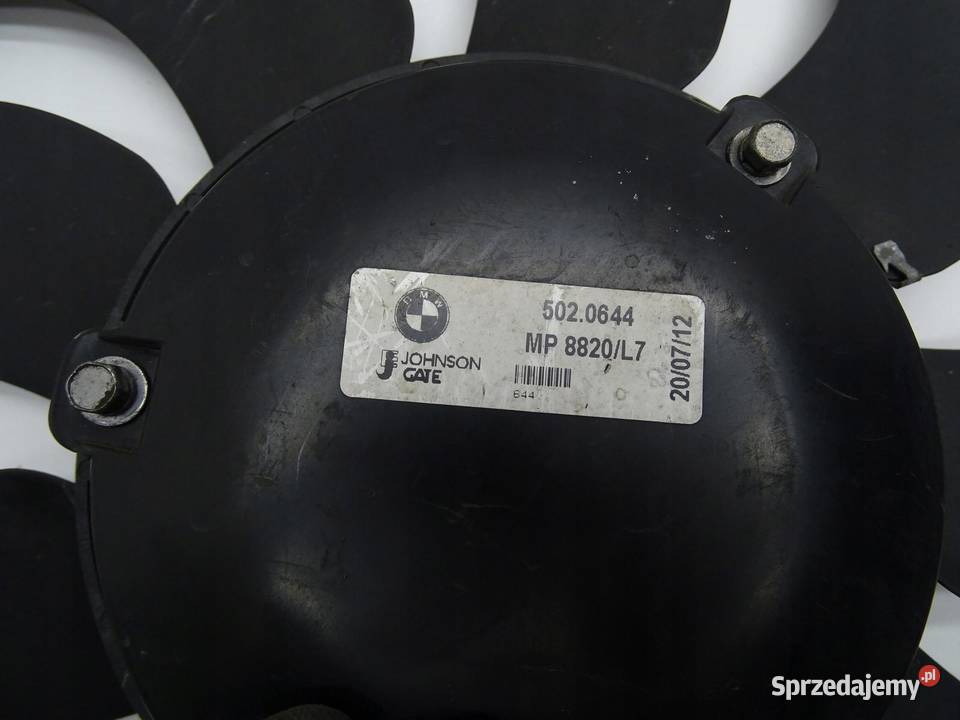 BMW
502.0644
MP 8820/L7
JOHNSON
GATE
644
20/07/12
Sprzedajemy.pl